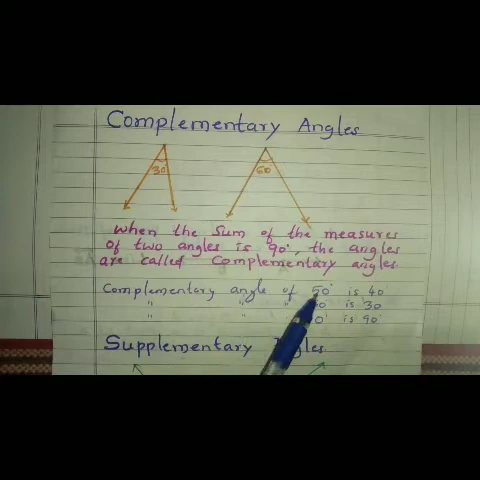 Complementary Angles
30 60
when the Sum of the measures
of two angles is 90°, the angles
are called Complementary angles.
Complementary angle of 50° is 40
" " is 30
" is 90°
Supplementary